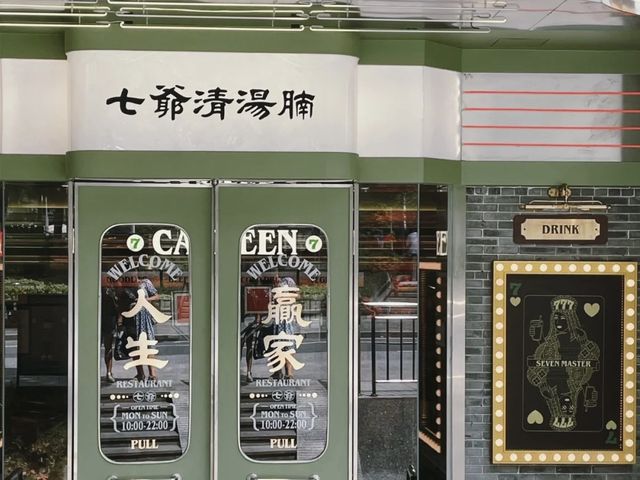 七爺清湯腩
7 CA EEN 7
WELCOME
人生
RESTAURANT
七爺
OPEN TIME
MON TO SUN
10:00-22:00
PULL
WELCOME
贏家
RESTAURANT
七爺
OPEN TIME
MON TO SUN
10:00-22:00
PULL
DRINK
7
SEVEN MASTER
7